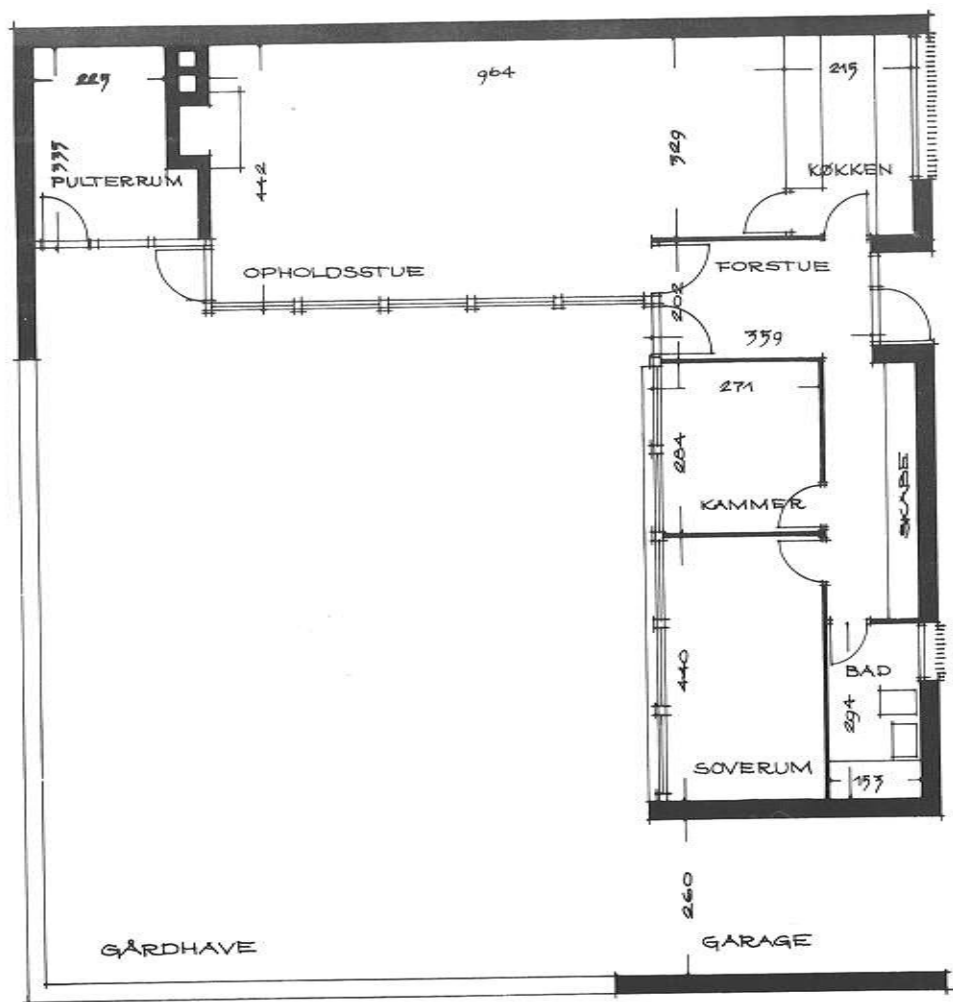 225
964
215
335
442
329
PULTERRUM
KØKKEN
OPHOLDSSTUE
FORSTUE
202
359
271
284
KAMMER
SKABE
440
BAD
294
SOVERUM
153
260
GÅRDHAVE
GARAGE